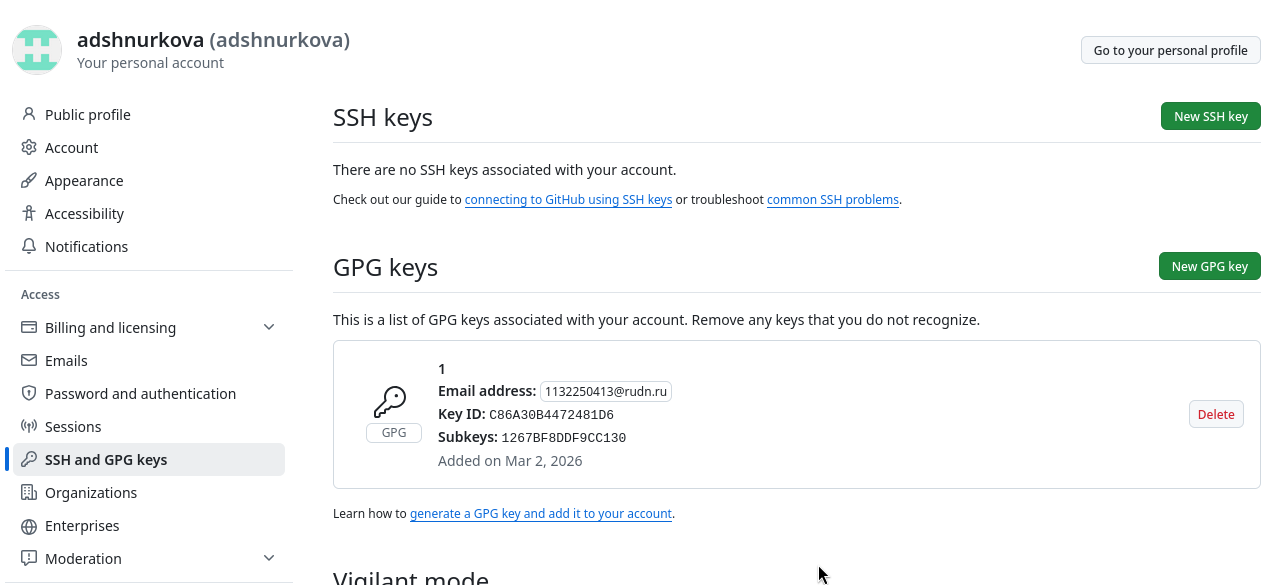 adshnurkova (adshnurkova)
Your personal account
Go to your personal profile
Public profile
Account
Appearance
Accessibility
Notifications
Access
Billing and licensing
Emails
Password and authentication
Sessions
SSH and GPG keys
Organizations
Enterprises
Moderation
SSH keys
New SSH key
There are no SSH keys associated with your account.
Check out our guide to connecting to GitHub using SSH keys or troubleshoot common SSH problems.
GPG keys
New GPG key
This is a list of GPG keys associated with your account. Remove any keys that you do not recognize.
1
Email address: 1132250413@rudn.ru
Key ID: C86A30B4472481D6
GPG
Subkeys: 1267BF8DDF9CC130
Added on Mar 2, 2026
Delete
Learn how to generate a GPG key and add it to your account.
Vigilant mode